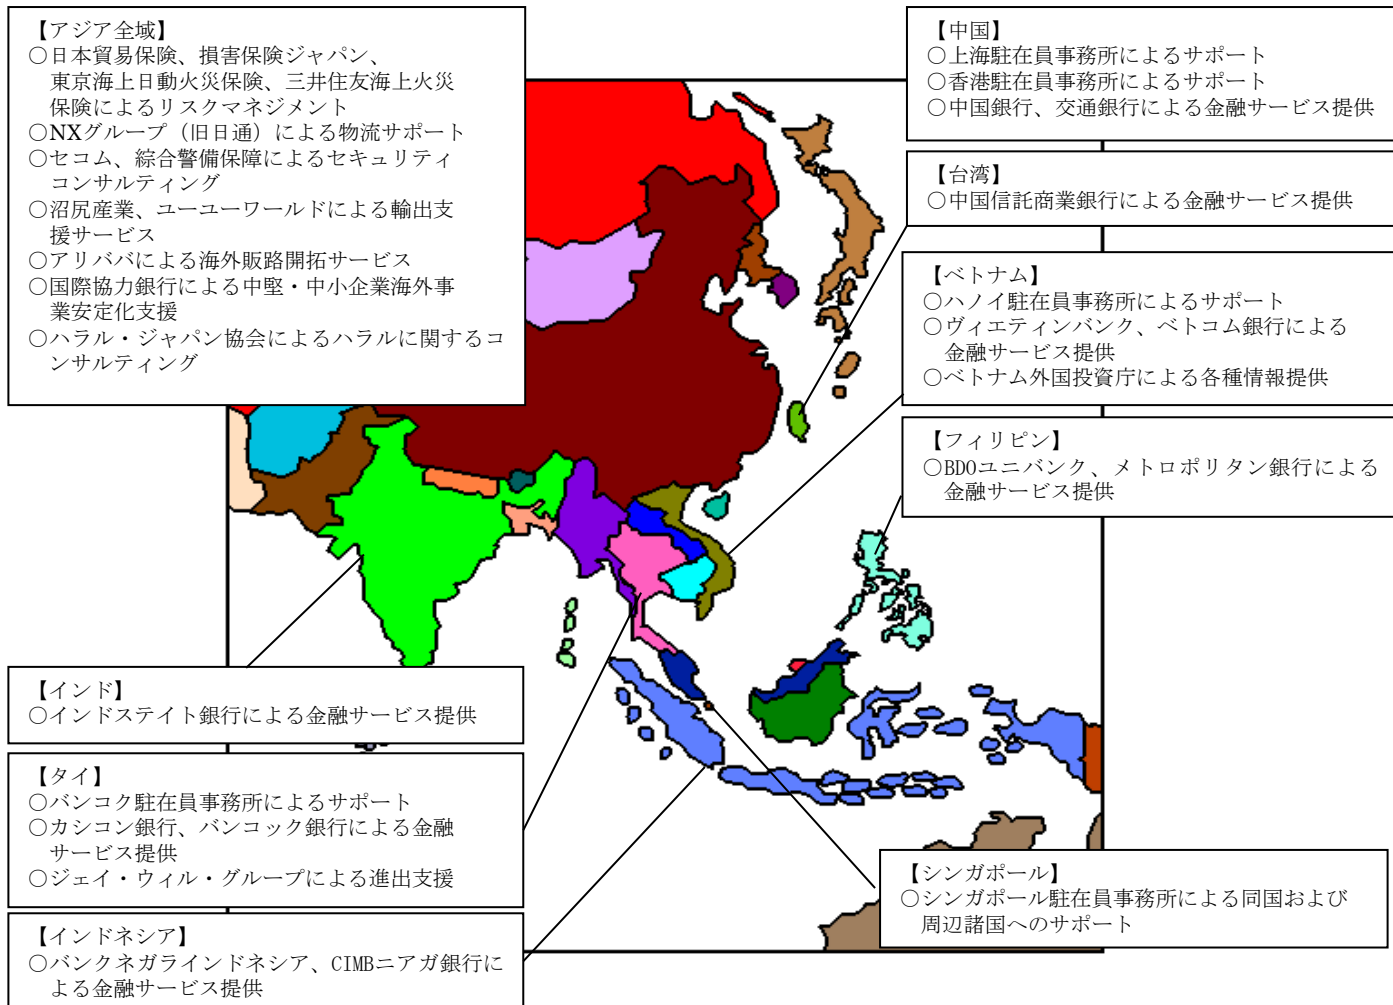 【アジア全域】
○日本貿易保険、損害保険ジャパン、
東京海上日動火災保険、三井住友海上火災
保険によるリスクマネジメント
○NXグループ（旧日通）による物流サポート
○セコム、綜合警備保障によるセキュリティ
コンサルティング
○沼尻産業、ユーユーワールドによる輸出支
援サービス
○アリババによる海外販路開拓サービス
○国際協力銀行による中堅・中小企業海外事
業安定化支援
○ハラル・ジャパン協会によるハラルに関するコ
ンサルティング
【中国】
○上海駐在員事務所によるサポート
○香港駐在員事務所によるサポート
○中国銀行、交通銀行による金融サービス提供
【台湾】
○中国信託商業銀行による金融サービス提供
【ベトナム】
○ハノイ駐在員事務所によるサポート
○ヴィエティンバンク、ベトコム銀行による
金融サービス提供
○ベトナム外国投資庁による各種情報提供
【フィリピン】
○BDOユニバンク、メトロポリタン銀行による
金融サービス提供
【インド】
○インドステイト銀行による金融サービス提供
【タイ】
○バンコク駐在員事務所によるサポート
○カシコン銀行、バンコック銀行による金融
サービス提供
○ジェイ・ウィル・グループによる進出支援
【インドネシア】
○バンクネガラインドネシア、CIMBニアガ銀行に
よる金融サービス提供
【シンガポール】
○シンガポール駐在員事務所による同国および
周辺諸国へのサポート